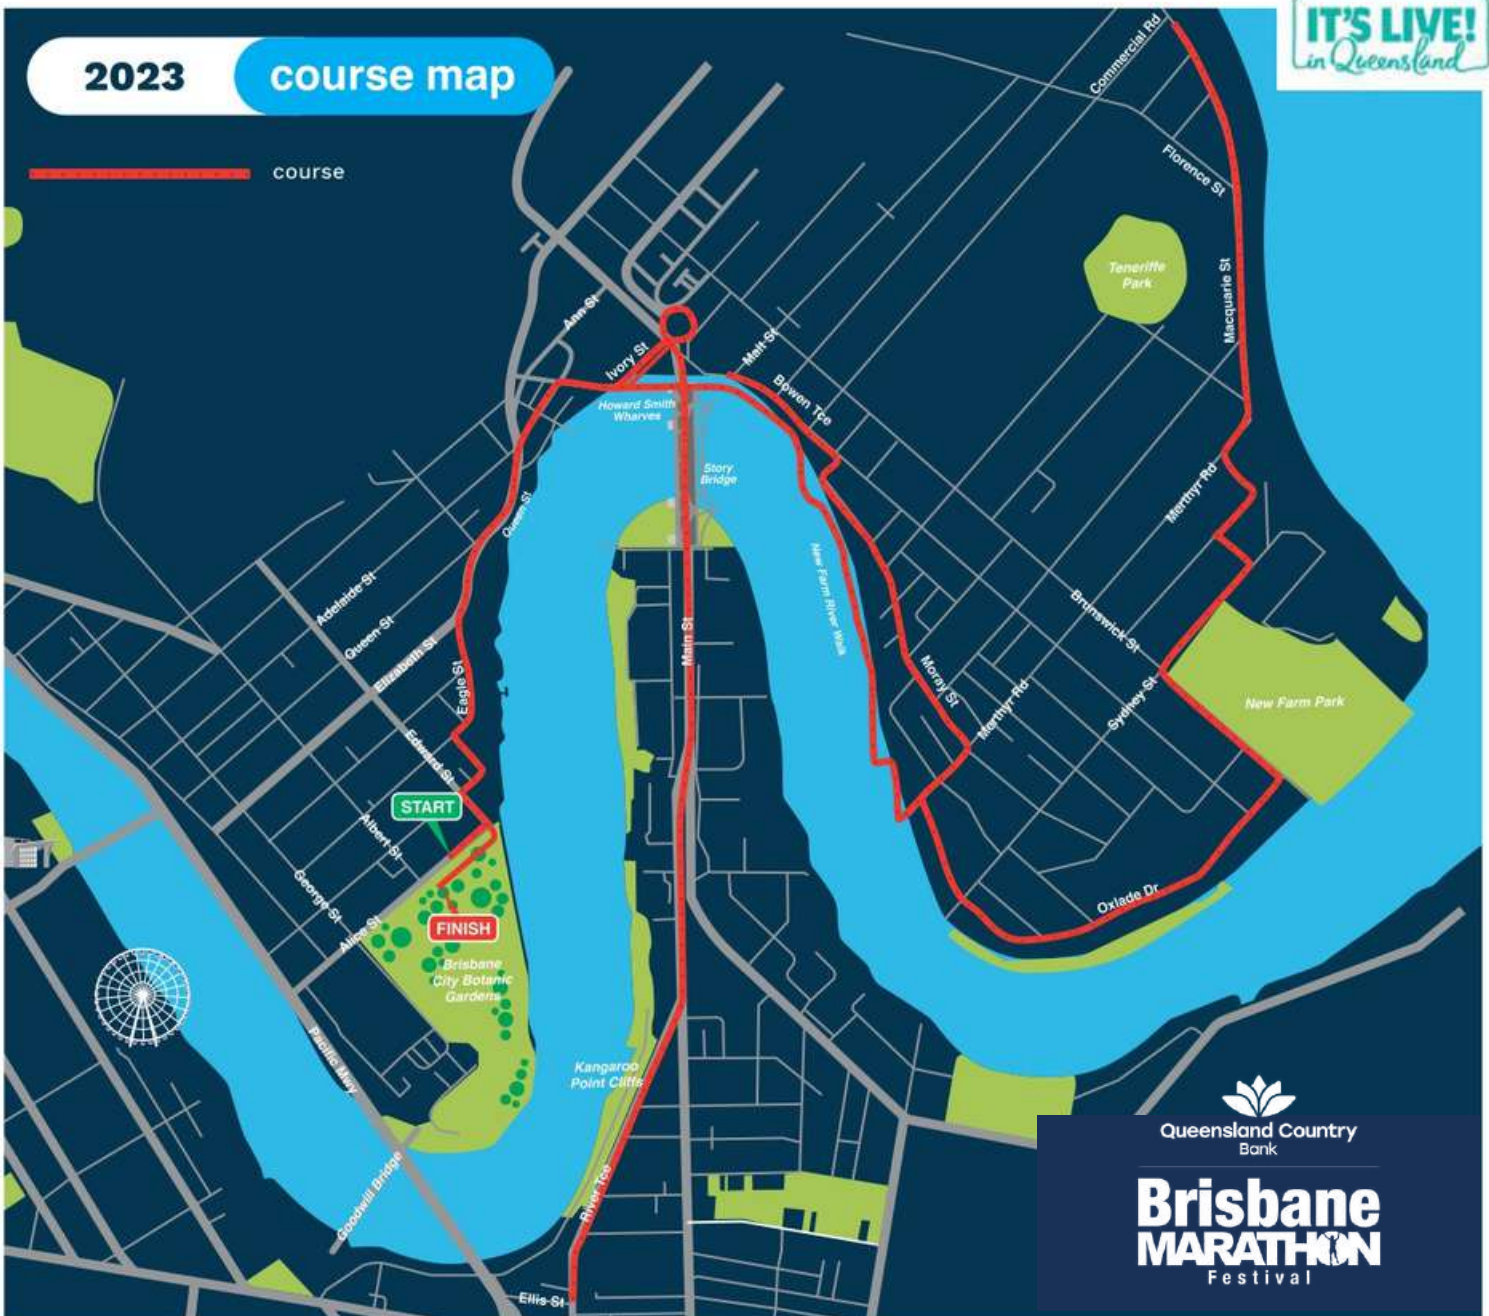 IT'S LIVE!
in Queensland
2023
course map
course
Commercial Rd
Florence St
Teneriffe
Park
Macquarie St
Ann St
Ivory St
Malt St
Bowen Tce
Howard Smith
Wharves
Story
Bridge
Queen St
Merthyr Rd
New Farm River Walk
Adelaide St
Queen St
Elizabeth St
Eagle St
Main St
Brunswick St
Moray St
Merthyr Rd
Sydney St
New Farm Park
Edward St
START
Albert St
George St
Alice St
FINISH
Oxlade Dr
Brisbane
City Botanic
Gardens
Pacific Mwy
Kangaroo
Point Cliffs
Goodwill Bridge
River Tce
Ellis St
Queensland Country
Bank
Brisbane
MARATHON
Festival